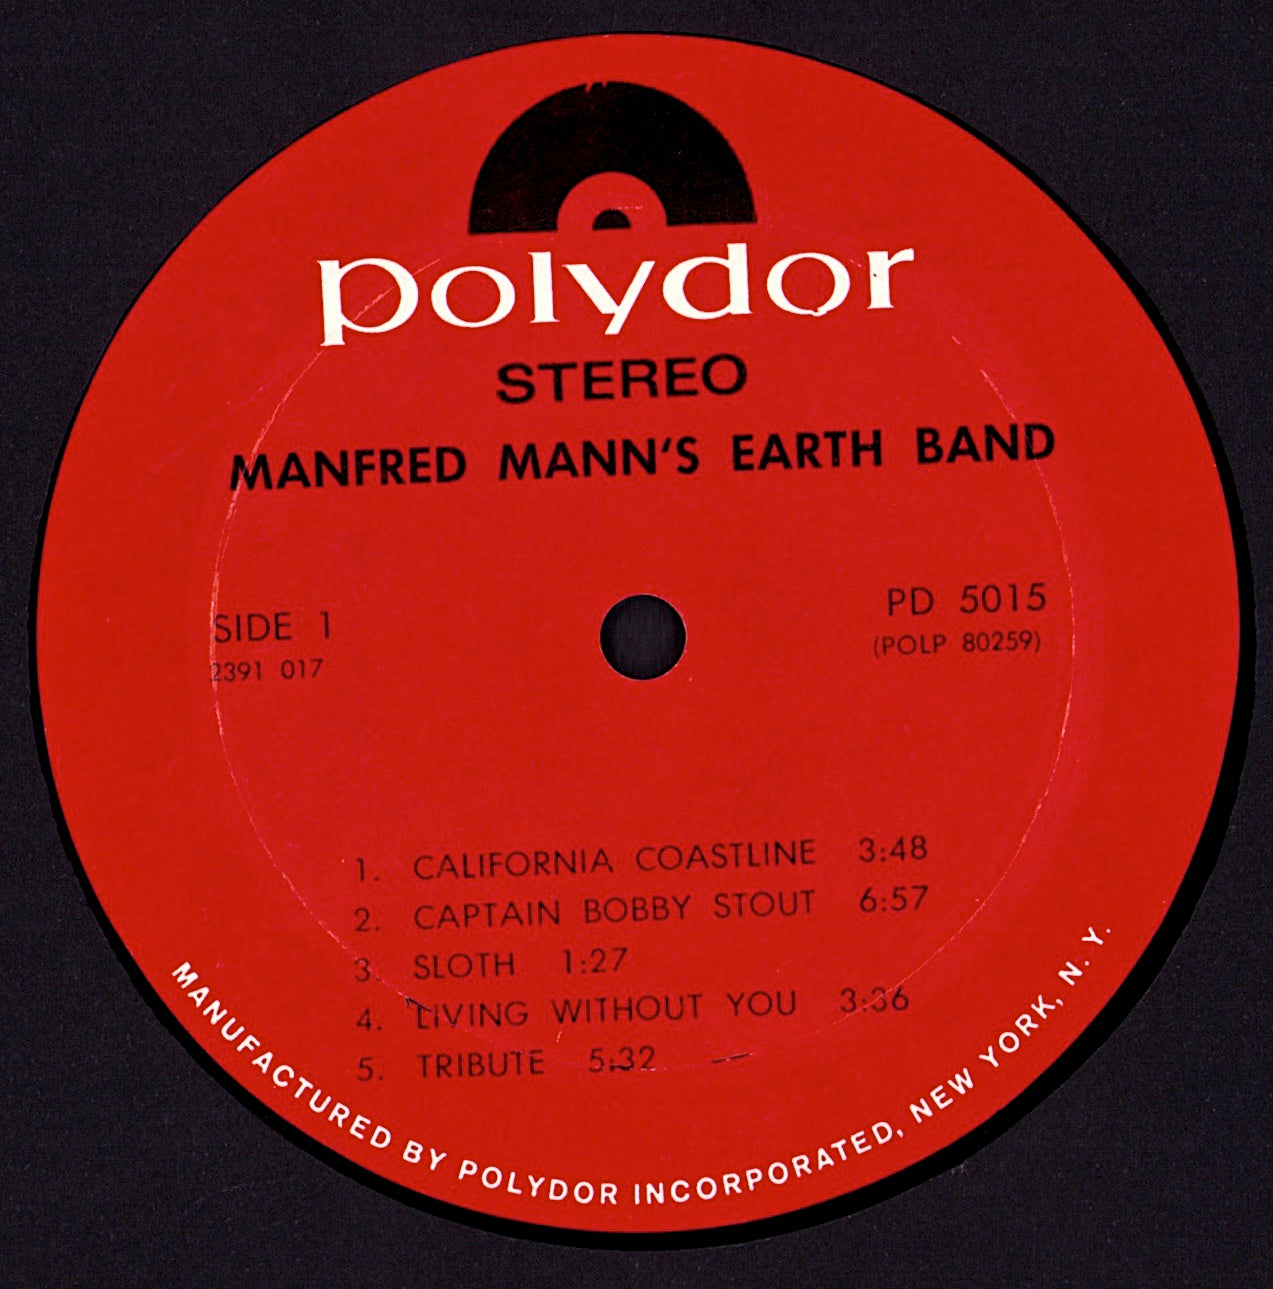 polydor
STEREO
MANFRED MANN'S EARTH BAND
SIDE 1
2391 017
PD 5015
(POLP 80259)
1. CALIFORNIA COASTLINE 3:48
2. CAPTAIN BOBBY STOUT 6:57
3. SLOTH 1:27
4. LIVING WITHOUT YOU 3:36
5. TRIBUTE 5:32
MANUFACTURED BY POLYDOR INCORPORATED, NEW YORK, N. Y.